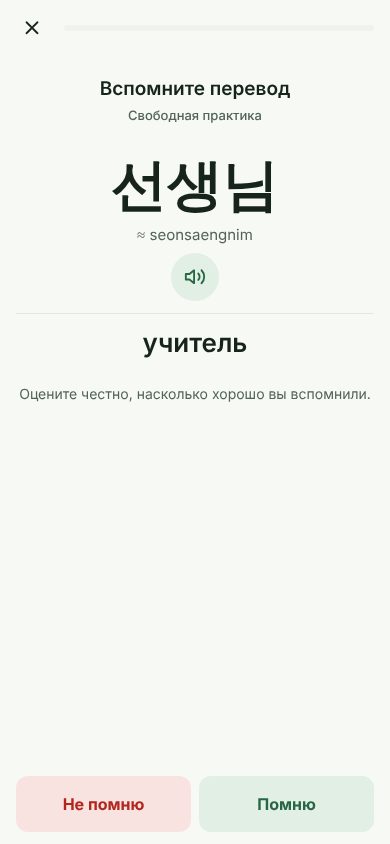 Вспомните перевод
Свободная практика
선생님
≈ seonsaengnim
учитель
Оцените честно, насколько хорошо вы вспомнили.
Не помню
Помню